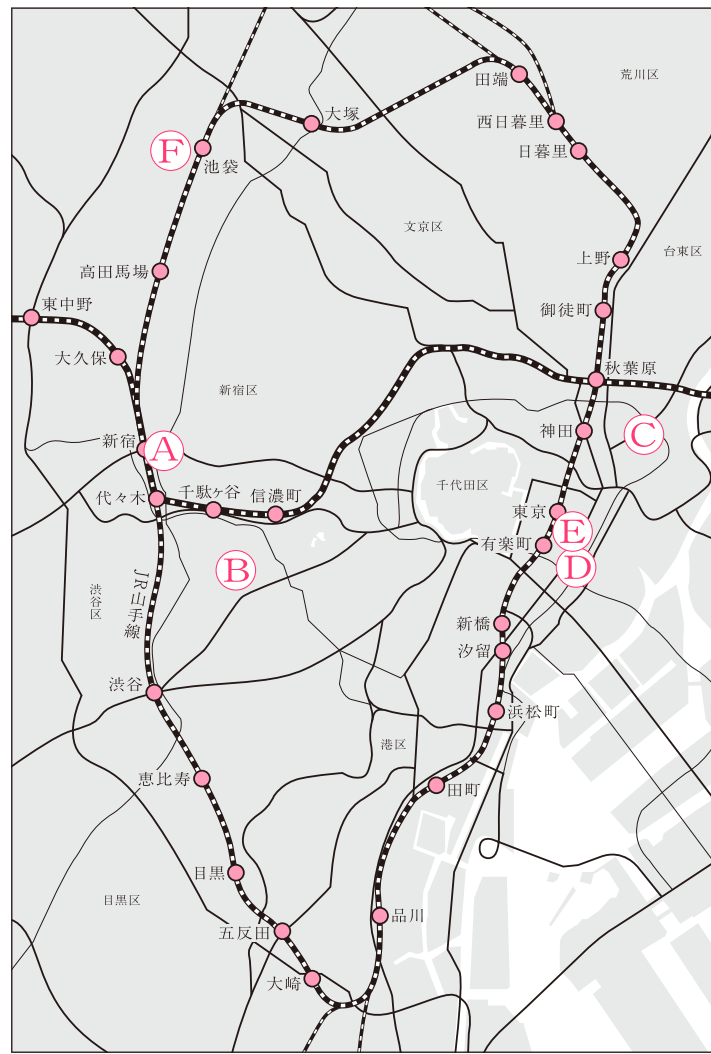 荒川区
田端
大塚
西日暮里
F
日暮里
池袋
文京区
台東区
上野
高田馬場
御徒町
東中野
大久保
秋葉原
新宿区
新宿
A
神田
C
千代田区
代々木
千駄ヶ谷
信濃町
東京
E
有楽町
B
D
渋谷区
JR山手線
新橋
汐留
渋谷
浜松町
港区
恵比寿
田町
目黒
目黒区
五反田
品川
大崎